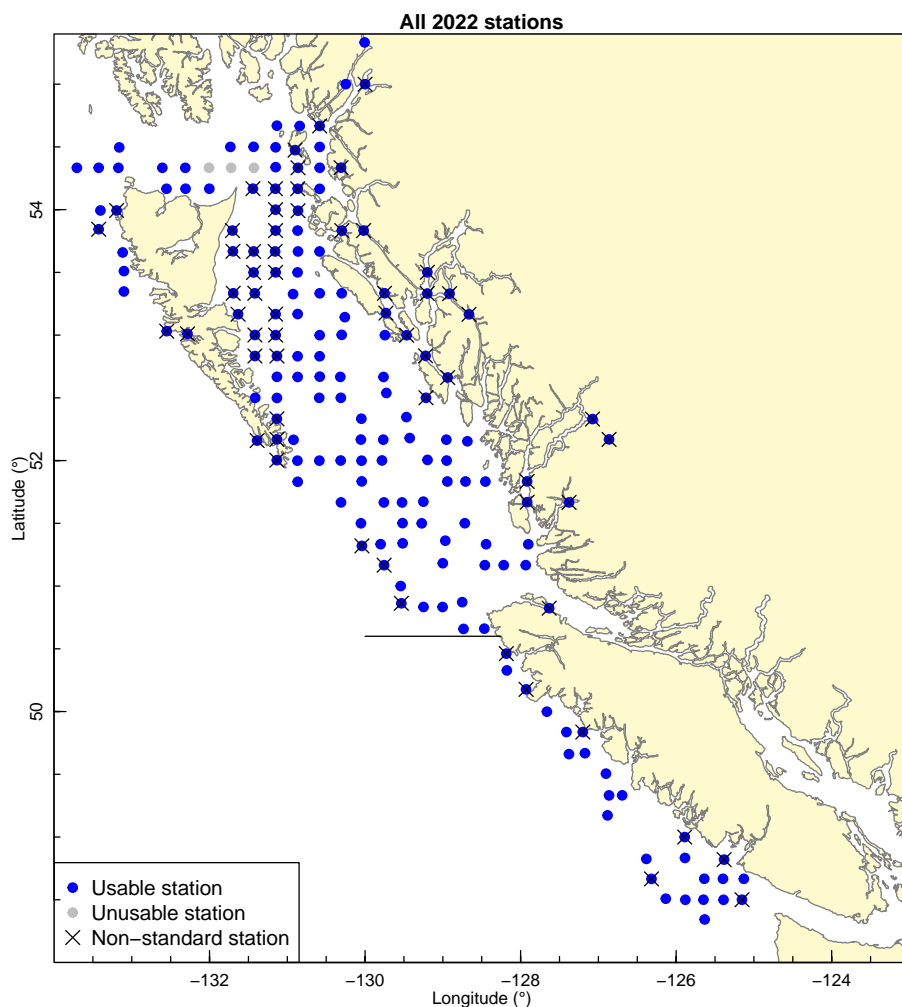 All 2022 stations
54
52
50
Latitude (°)
Usable station
Unusable station
Non−standard station
−132
−130
−128
−126
−124
Longitude (°)